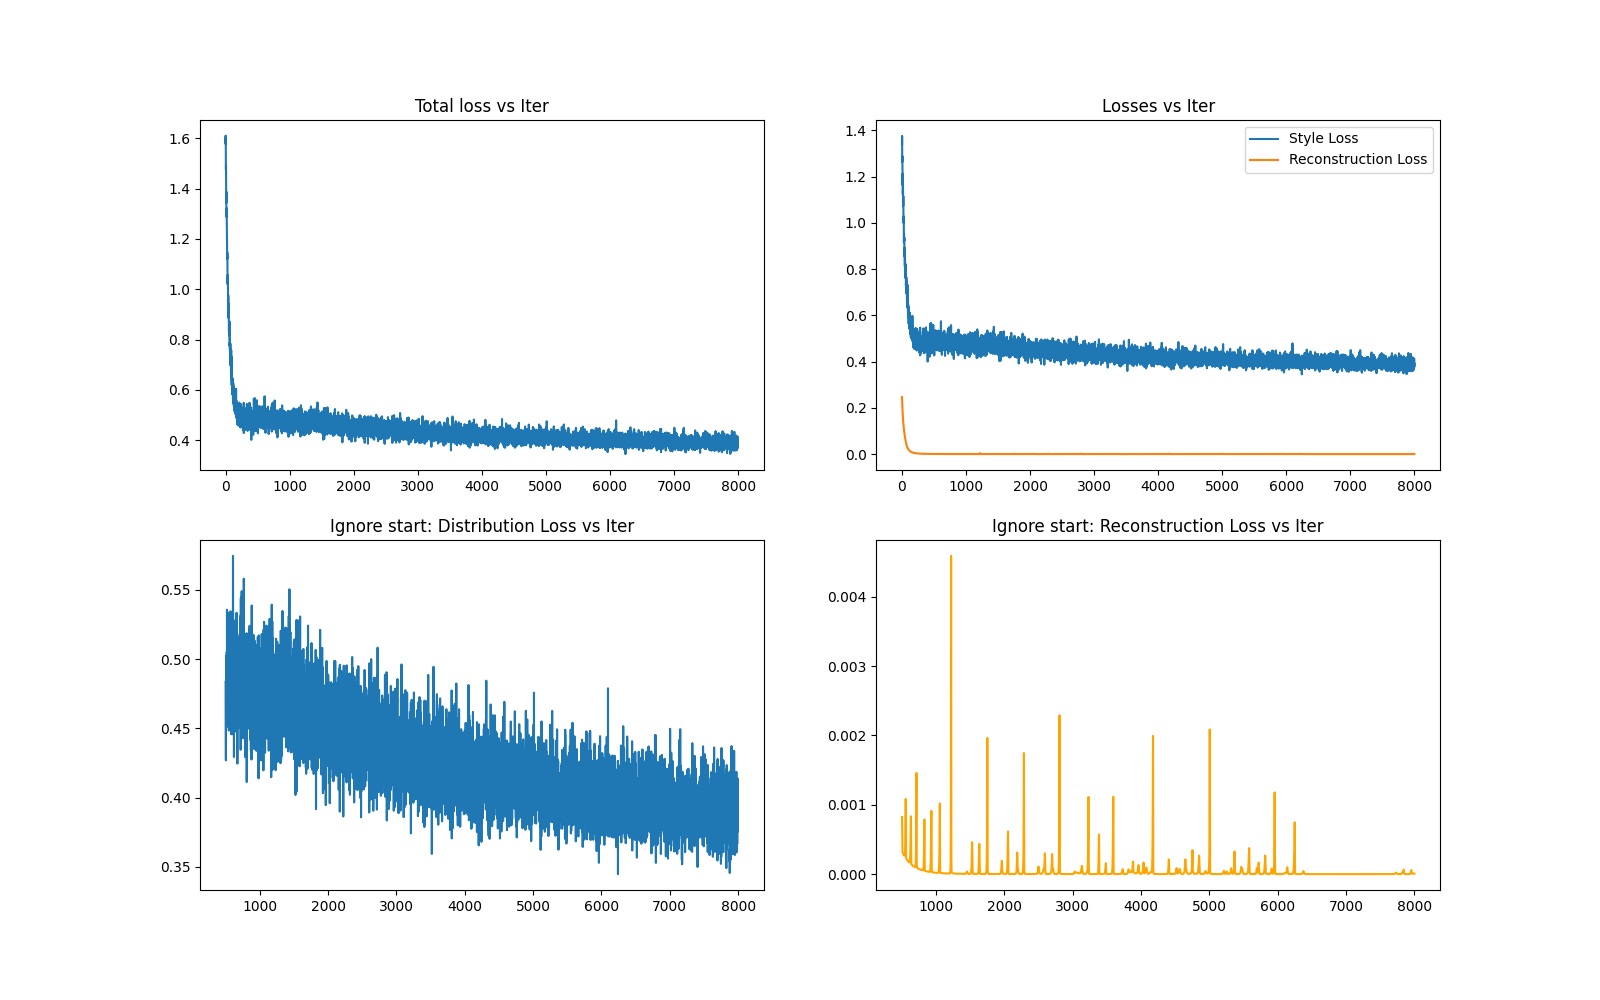 Total loss vs Iter
1.6
1.4
1.2
1.0
0.8
0.6
0.4
0 1000 2000 3000 4000 5000 6000 7000 8000
Losses vs Iter
Style Loss
Reconstruction Loss
1.4
1.2
1.0
0.8
0.6
0.4
0.2
0.0
0 1000 2000 3000 4000 5000 6000 7000 8000
Ignore start: Distribution Loss vs Iter
0.55
0.50
0.45
0.40
0.35
1000 2000 3000 4000 5000 6000 7000 8000
Ignore start: Reconstruction Loss vs Iter
0.004
0.003
0.002
0.001
0.000
1000 2000 3000 4000 5000 6000 7000 8000